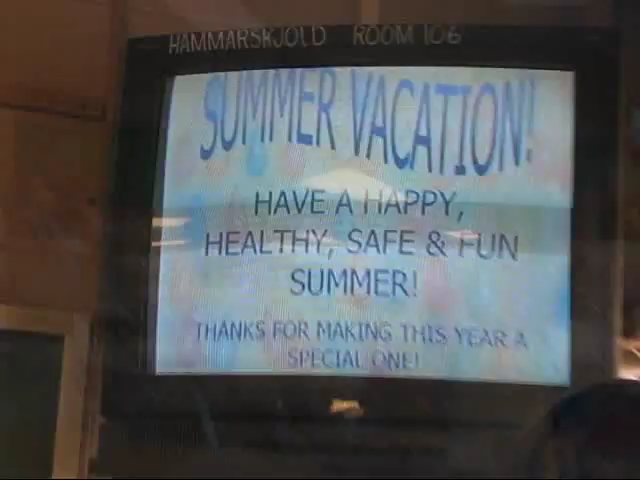 HAMMARSKJOLD ROOM 106
SUMMER VACATION!
HAVE A HAPPY,
HEALTHY, SAFE & FUN
SUMMER!
THANKS FOR MAKING THIS YEAR A
SPECIAL ONE!